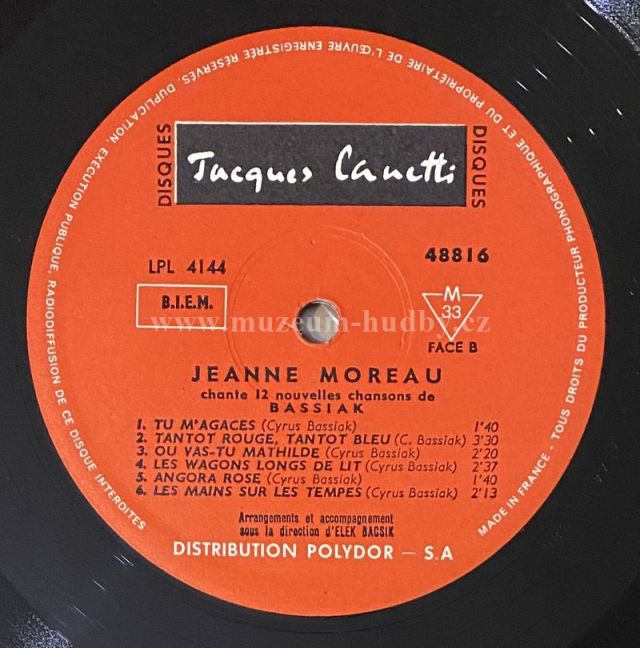 DUPLICATION, EXÉCUTION PUBLIQUE, RADIODIFFUSION DE CE DISQUE INTERDITES
MADE IN FRANCE - TOUS DROITS DU PRODUCTEUR PHONOGRAPHIQUE ET DU PROPRIÉTAIRE DE L'ŒUVRE ENREGISTRÉE RÉSERVÉS.
DISQUES
Jacques Canetti
DISQUES
LPL 4144
48816
B.I.E.M.
M
33
FACE B
www.muzeum-hudby.cz
JEANNE MOREAU
chante 12 nouvelles chansons de
BASSIAK
1. TU M'AGACES (Cyrus Bassiak) 1'40
2. TANTOT ROUGE, TANTOT BLEU (C. Bassiak) 3'30
3. OU VAS-TU MATHILDE (Cyrus Bassiak) 2'20
4. LES WAGONS LONGS DE LIT (Cyrus Bassiak) 2'37
5. ANGORA ROSE (Cyrus Bassiak) 1'40
6. LES MAINS SUR LES TEMPES (Cyrus Bassiak) 2'13
Arrangements et accompagnement
sous la direction d'ELEK BACSIK
DISTRIBUTION POLYDOR — S.A